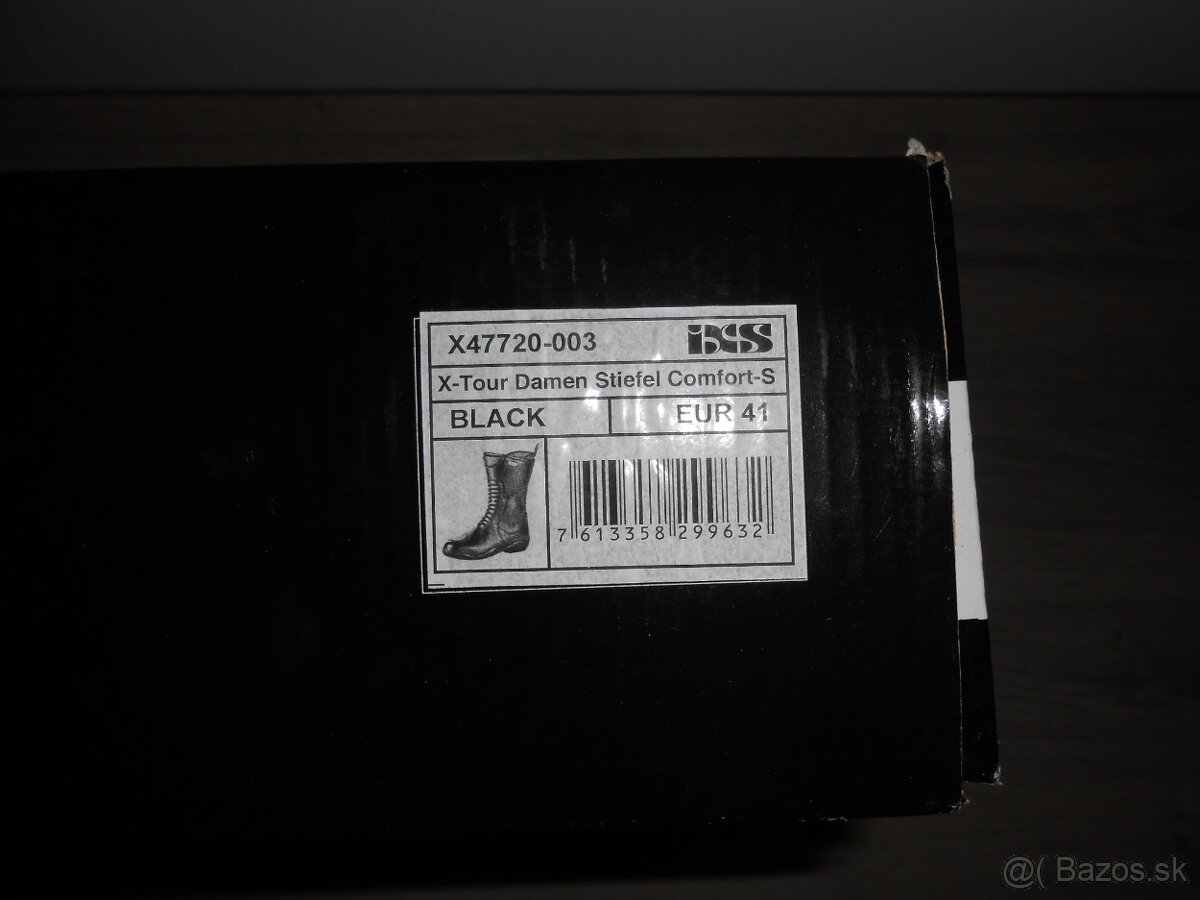 X47720-003 iXS
X-Tour Damen Stiefel Comfort-S
BLACK EUR 41
7 613358 299632
@( Bazos.sk